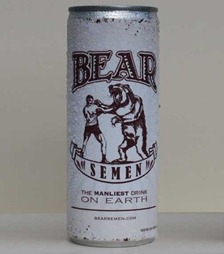 BEAR
SEMEN
THE MANLIEST DRINK
ON EARTH
BEARSEMEN.COM